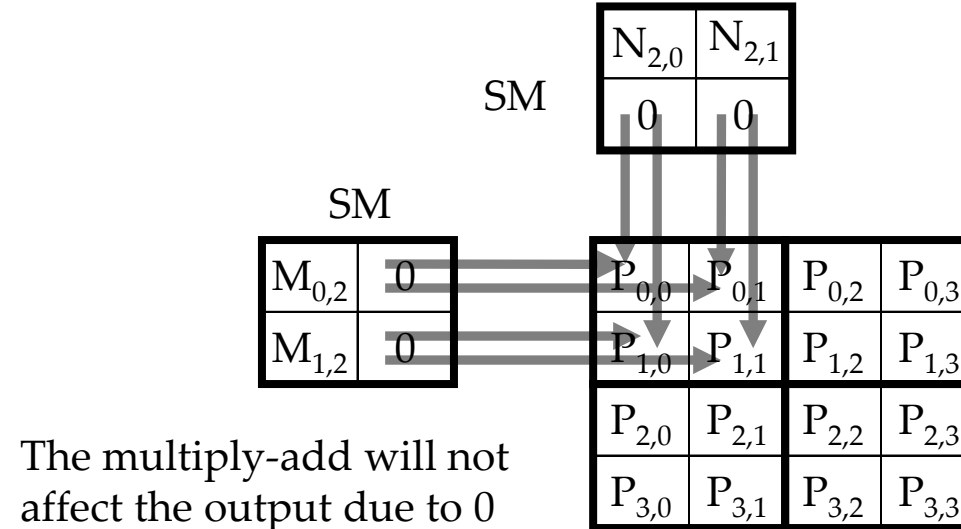 N2,0 N2,1
SM 0 0
SM
M0,2 0 P0,0 P0,1 P0,2 P0,3
M1,2 0 P1,0 P1,1 P1,2 P1,3
P2,0 P2,1 P2,2 P2,3
The multiply-add will not
affect the output due to 0
P3,0 P3,1 P3,2 P3,3